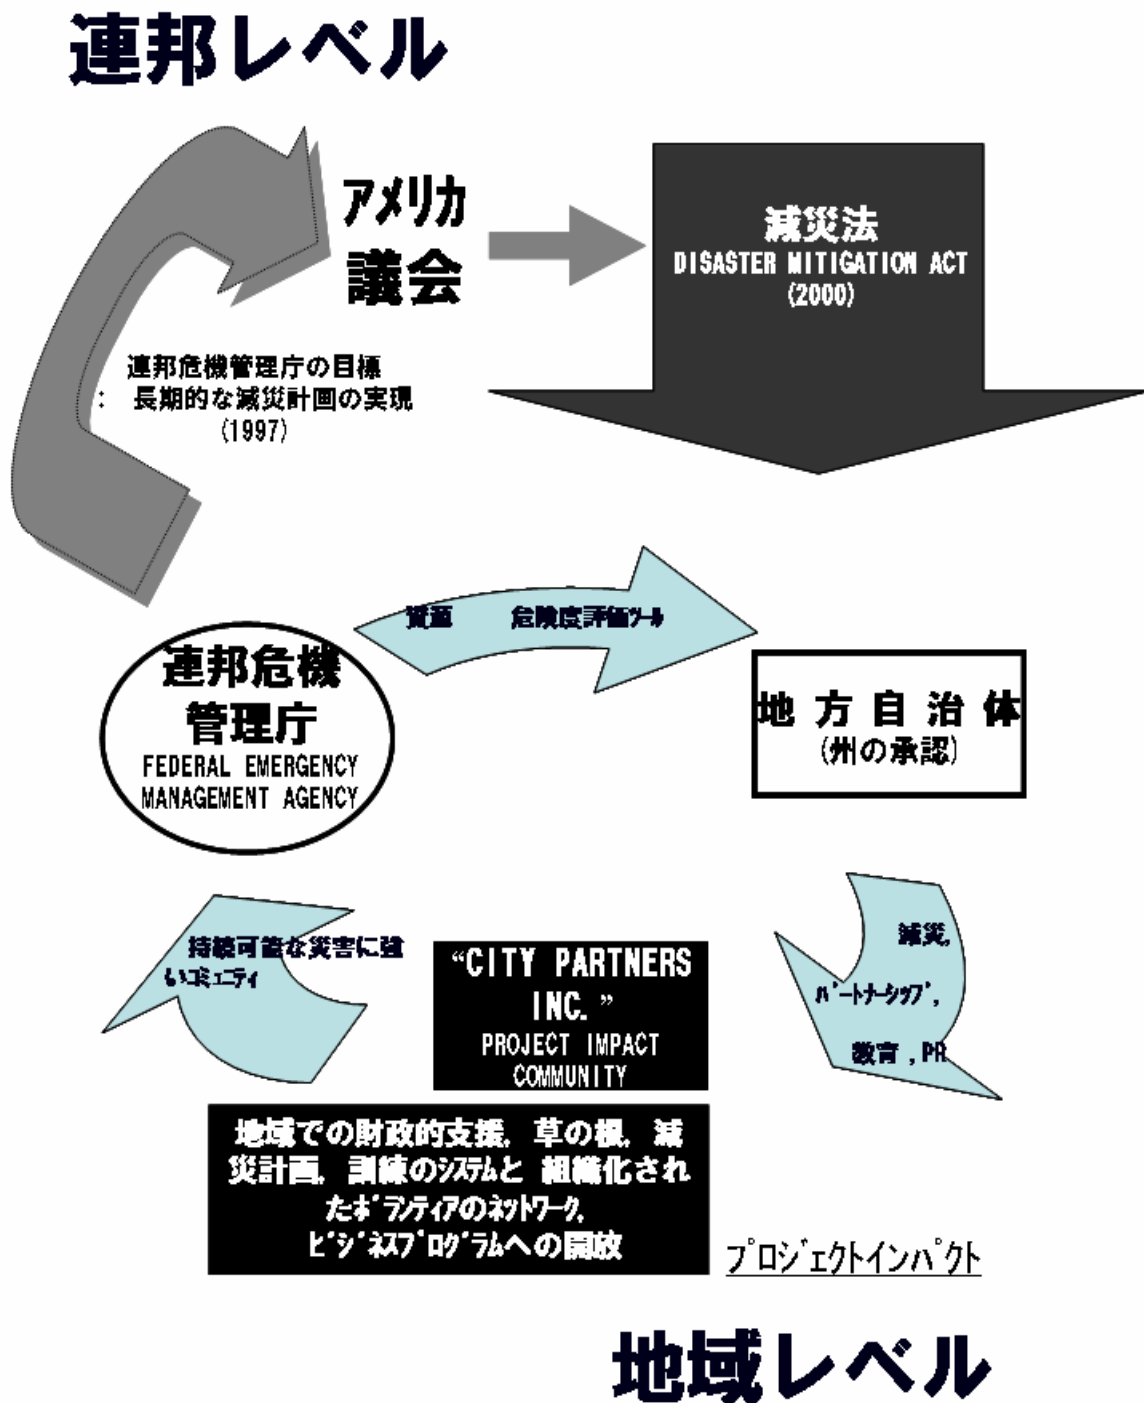 連邦レベル
アメリカ
議会
減災法
DISASTER MITIGATION ACT
(2000)
連邦危機管理庁の目標
： 長期的な減災計画の実現
(1997)
資源 危険度評価ツール
連邦危機
管理庁
FEDERAL EMERGENCY
MANAGEMENT AGENCY
地方自治体
(州の承認)
持続可能な災害に強
いコミュニティ
“CITY PARTNERS
INC.”
PROJECT IMPACT
COMMUNITY
減災,
パートナーシップ,
教育,PR
地域での財政的支援, 草の根, 減
災計画, 訓練のシステムと 組織化され
たボランティアのネットワーク,
ビジネスプログラムへの開放
プロジェクトインパクト
地域レベル